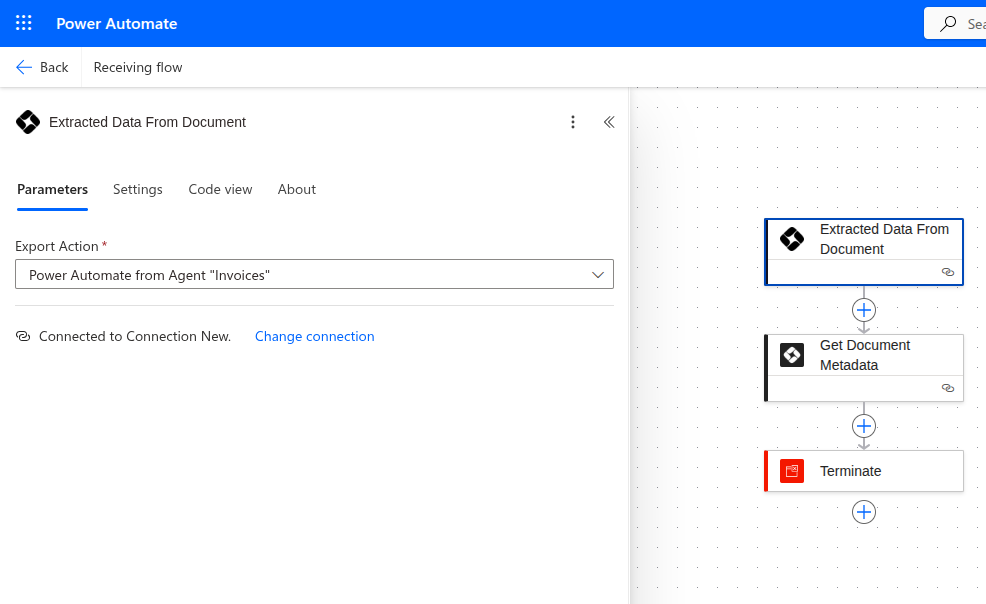 Power Automate
Back
Receiving flow
Extracted Data From Document
Parameters
Settings
Code view
About
Export Action *
Power Automate from Agent "Invoices"
Connected to Connection New.
Change connection
Extracted Data From
Document
Get Document
Metadata
Terminate